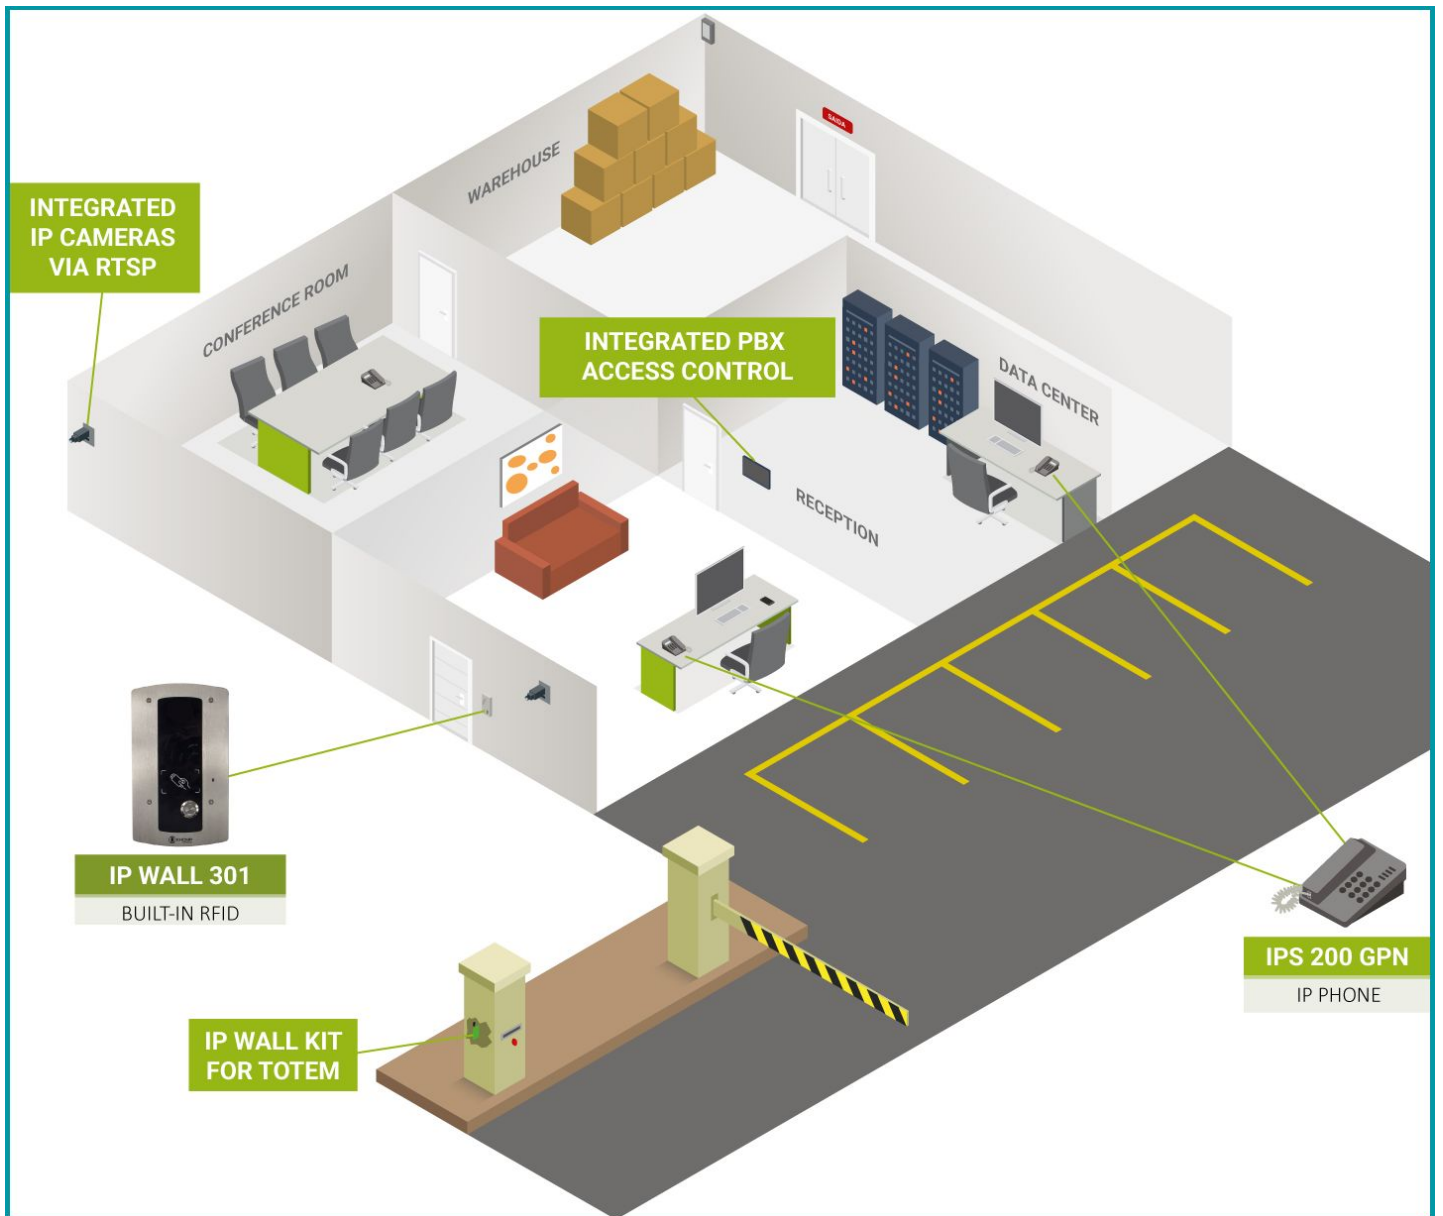 SAIDA
WAREHOUSE
INTEGRATED
IP CAMERAS
VIA RTSP
CONFERENCE ROOM
INTEGRATED PBX
ACCESS CONTROL
DATA CENTER
RECEPTION
IP WALL 301
BUILT-IN RFID
IPS 200 GPN
IP PHONE
IP WALL KIT
FOR TOTEM